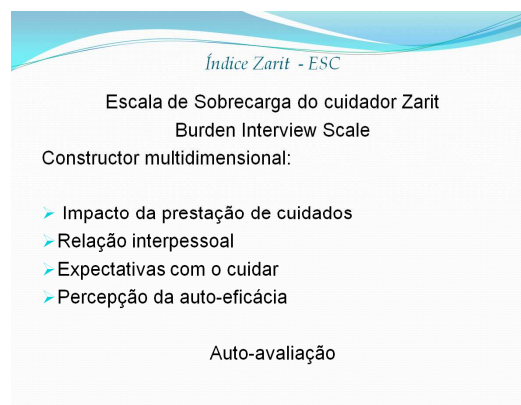 Índice Zarit - ESC
Escala de Sobrecarga do cuidador Zarit
Burden Interview Scale
Constructor multidimensional:
Impacto da prestação de cuidados
Relação interpessoal
Expectativas com o cuidar
Percepção da auto-eficácia
Auto-avaliação